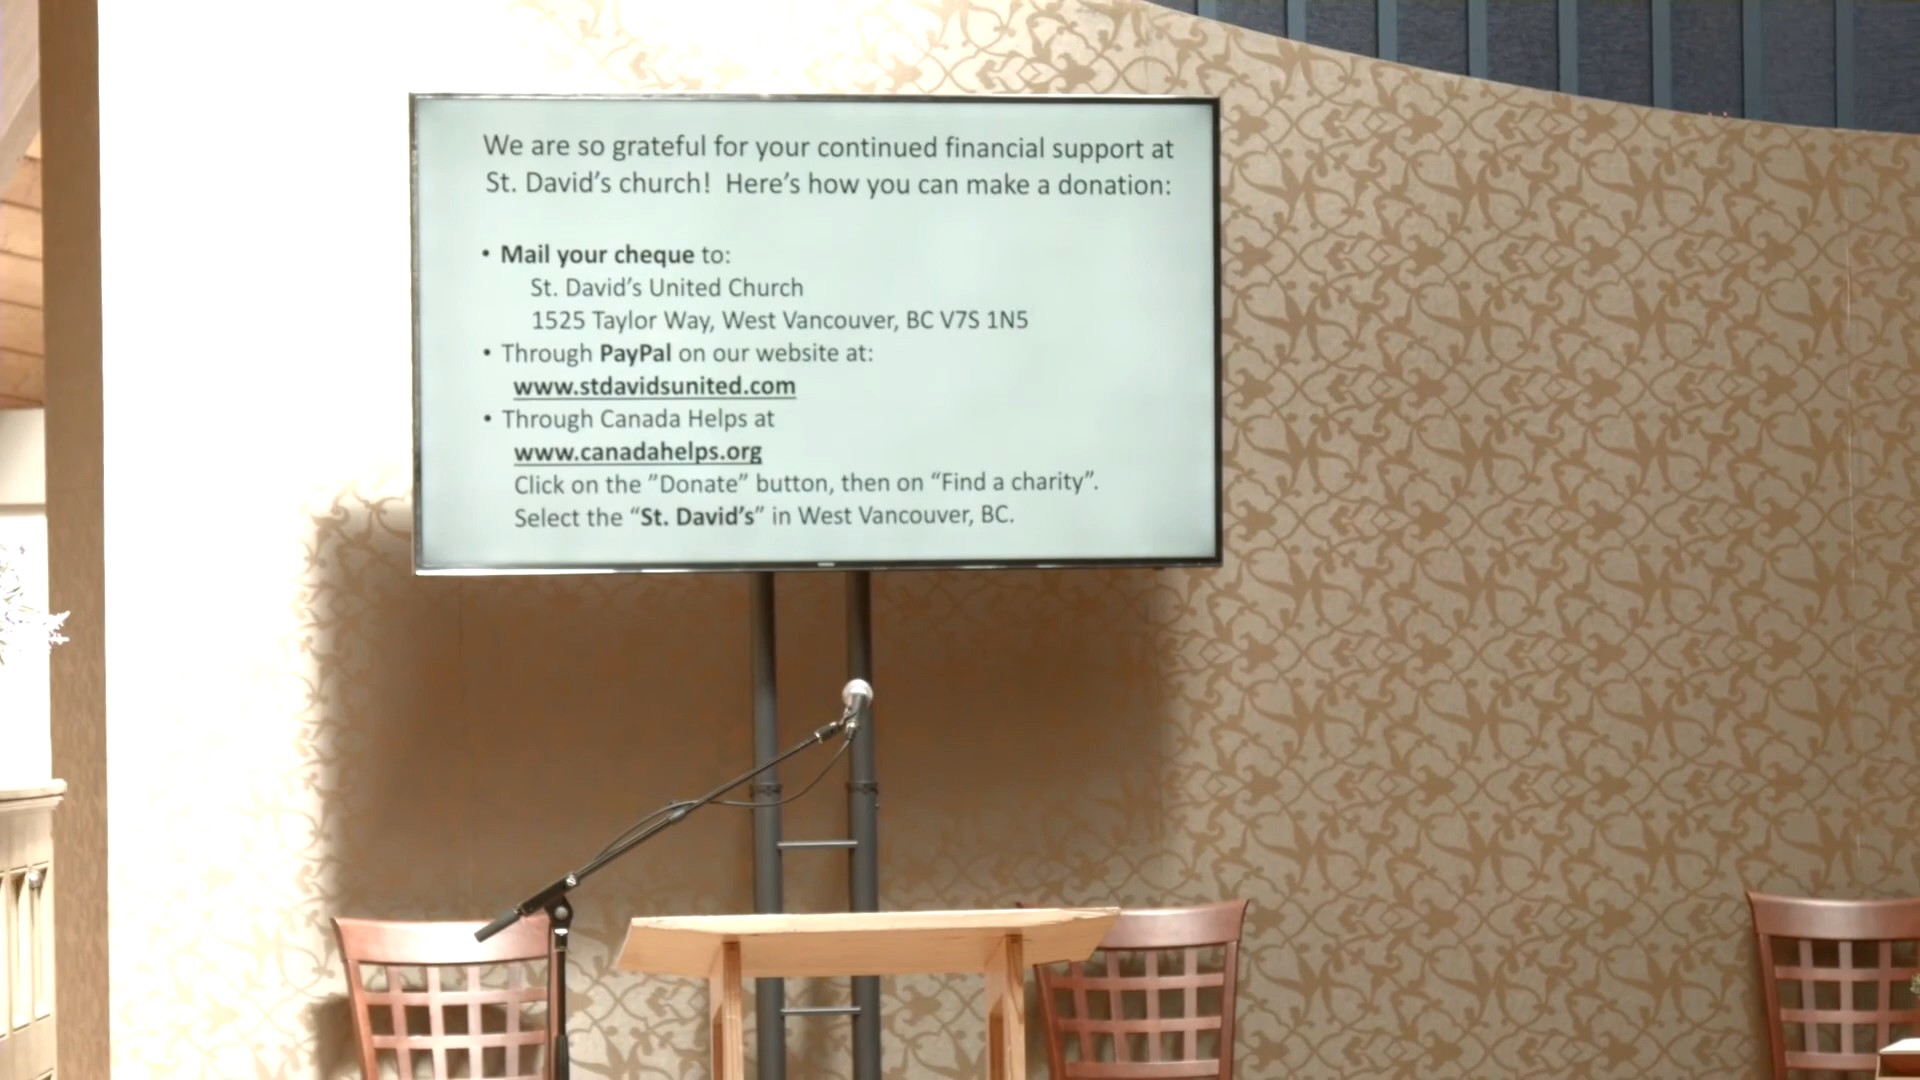 We are so grateful for your continued financial support at
St. David's church!  Here's how you can make a donation:
• Mail your cheque to:
St. David's United Church
1525 Taylor Way, West Vancouver, BC V7S 1N5
• Through PayPal on our website at:
www.stdavidsunited.com
• Through Canada Helps at
www.canadahelps.org
Click on the ”Donate” button, then on “Find a charity”.
Select the “St. David's” in West Vancouver, BC.